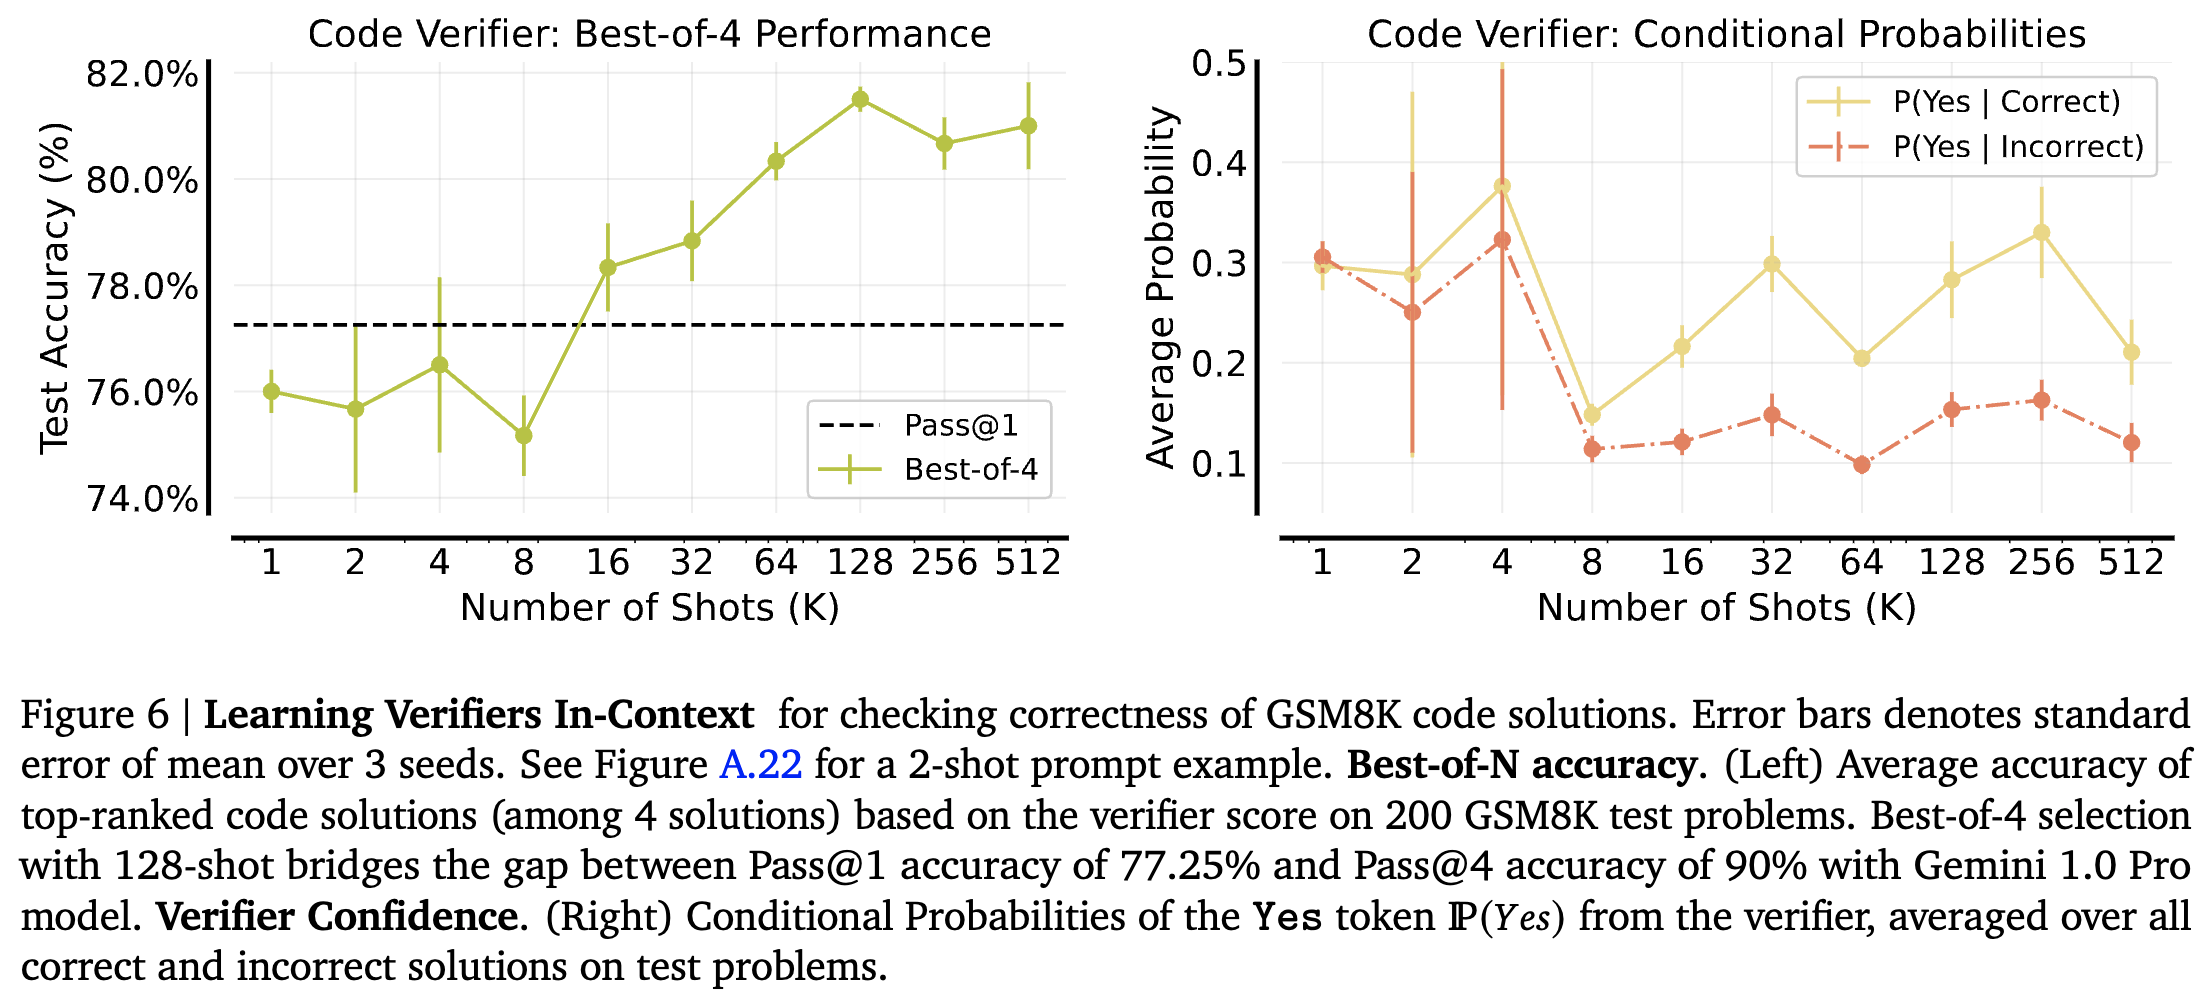 Code Verifier: Best-of-4 Performance
82.0%
80.0%
78.0%
76.0%
74.0%
Test Accuracy (%)
Pass@1
Best-of-4
1 2 4 8 16 32 64 128 256 512
Number of Shots (K)
Code Verifier: Conditional Probabilities
0.5
0.4
0.3
0.2
0.1
Average Probability
P(Yes | Correct)
P(Yes | Incorrect)
1 2 4 8 16 32 64 128 256 512
Number of Shots (K)
Figure 6 | Learning Verifiers In-Context for checking correctness of GSM8K code solutions. Error bars denotes standard
error of mean over 3 seeds. See Figure A.22 for a 2-shot prompt example. Best-of-N accuracy. (Left) Average accuracy of
top-ranked code solutions (among 4 solutions) based on the verifier score on 200 GSM8K test problems. Best-of-4 selection
with 128-shot bridges the gap between Pass@1 accuracy of 77.25% and Pass@4 accuracy of 90% with Gemini 1.0 Pro
model. Verifier Confidence. (Right) Conditional Probabilities of the Yes token ℙ(Yes) from the verifier, averaged over all
correct and incorrect solutions on test problems.